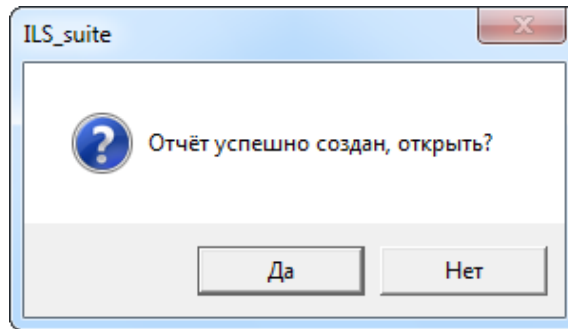 ILS_suite
Отчёт успешно создан, открыть?
Да
Нет